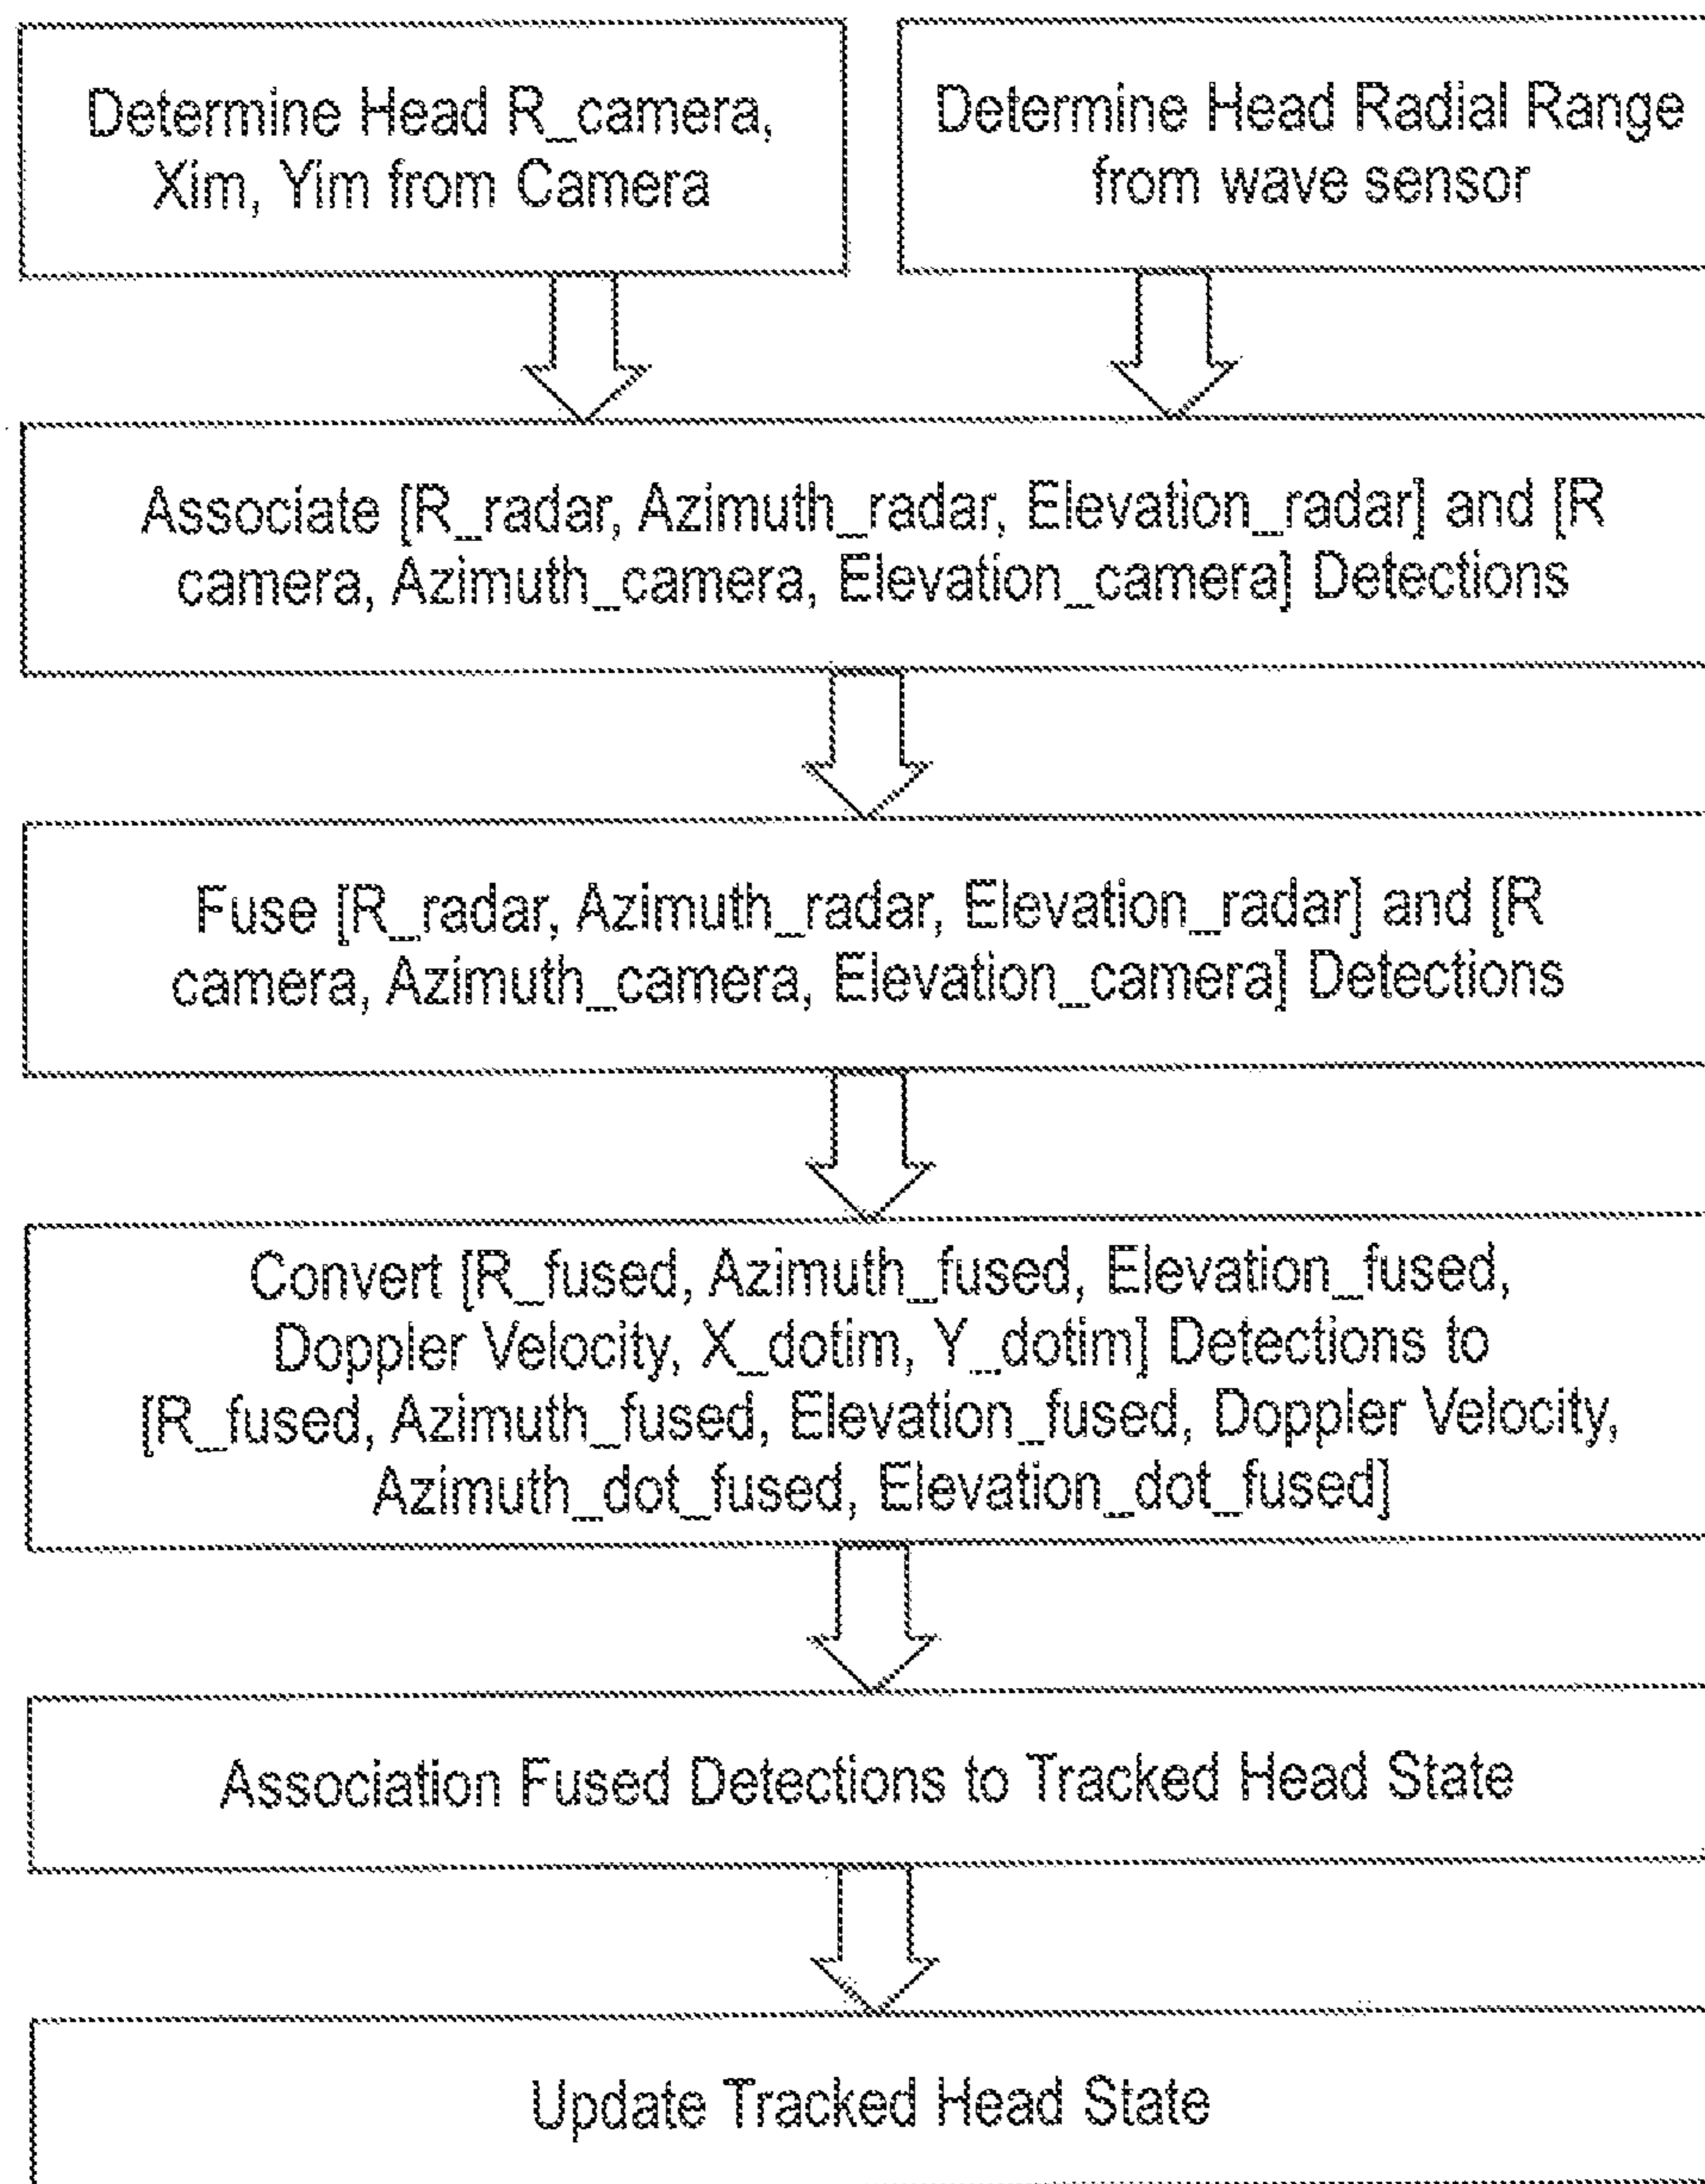 Determine Head R_camera,
Xim, Yim from Camera
Determine Head Radial Range
from wave sensor
Associate [R_radar, Azimuth_radar, Elevation_radar] and [R
camera, Azimuth_camera, Elevation_camera] Detections
Fuse [R_radar, Azimuth_radar, Elevation_radar] and [R
camera, Azimuth_camera, Elevation_camera] Detections
Convert [R_fused, Azimuth_fused, Elevation_fused,
Doppler Velocity, X_dotim, Y_dotim] Detections to
[R_fused, Azimuth_fused, Elevation_fused, Doppler Velocity,
Azimuth_dot_fused, Elevation_dot_fused]
Association Fused Detections to Tracked Head State
Update Tracked Head State